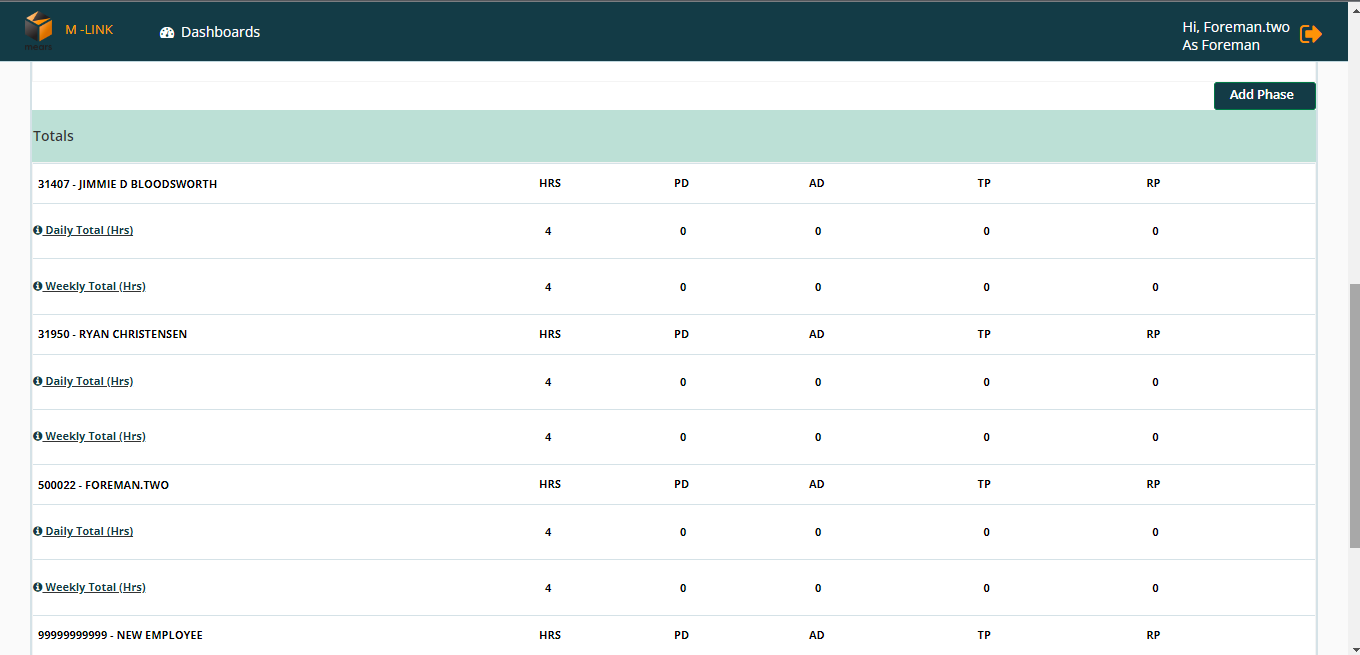 M -LINK
Dashboards
Hi, Foreman.two
As Foreman
Add Phase
Totals
31407 - JIMMIE D BLOODSWORTH HRS PD AD TP RP
Daily Total (Hrs) 4 0 0 0 0
Weekly Total (Hrs) 4 0 0 0 0
31950 - RYAN CHRISTENSEN HRS PD AD TP RP
Daily Total (Hrs) 4 0 0 0 0
Weekly Total (Hrs) 4 0 0 0 0
500022 - FOREMAN.TWO HRS PD AD TP RP
Daily Total (Hrs) 4 0 0 0 0
Weekly Total (Hrs) 4 0 0 0 0
99999999999 - NEW EMPLOYEE HRS PD AD TP RP